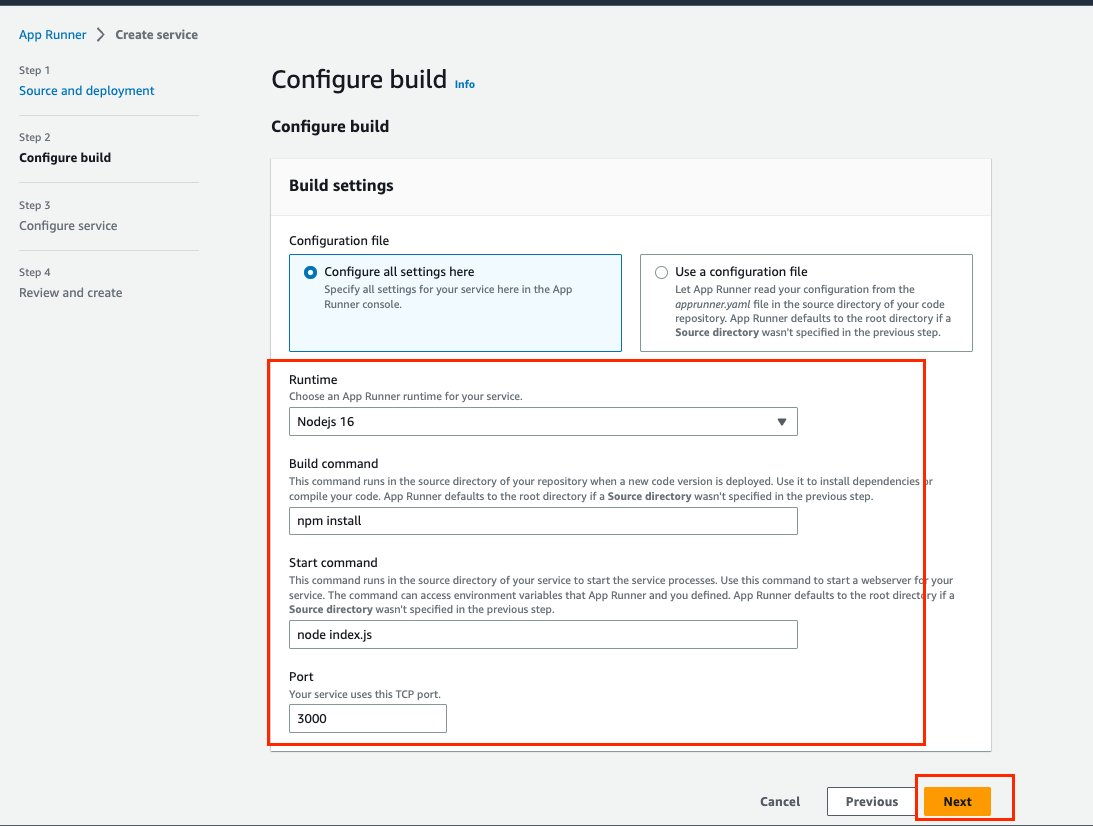 App Runner > Create service
Step 1
Source and deployment
Step 2
Configure build
Step 3
Configure service
Step 4
Review and create
Configure build Info
Configure build
Build settings
Configuration file
Configure all settings here
Specify all settings for your service here in the App
Runner console.
Use a configuration file
Let App Runner read your configuration from the
apprunner.yaml file in the source directory of your code
repository. App Runner defaults to the root directory if a
Source directory wasn't specified in the previous step.
Runtime
Choose an App Runner runtime for your service.
Nodejs 16
Build command
This command runs in the source directory of your repository when a new code version is deployed. Use it to install dependencies or
compile your code. App Runner defaults to the root directory if a Source directory wasn't specified in the previous step.
npm install
Start command
This command runs in the source directory of your service to start the service processes. Use this command to start a webserver for your
service. The command can access environment variables that App Runner and you defined. App Runner defaults to the root directory if a
Source directory wasn't specified in the previous step.
node index.js
Port
Your service uses this TCP port.
3000
Cancel
Previous
Next